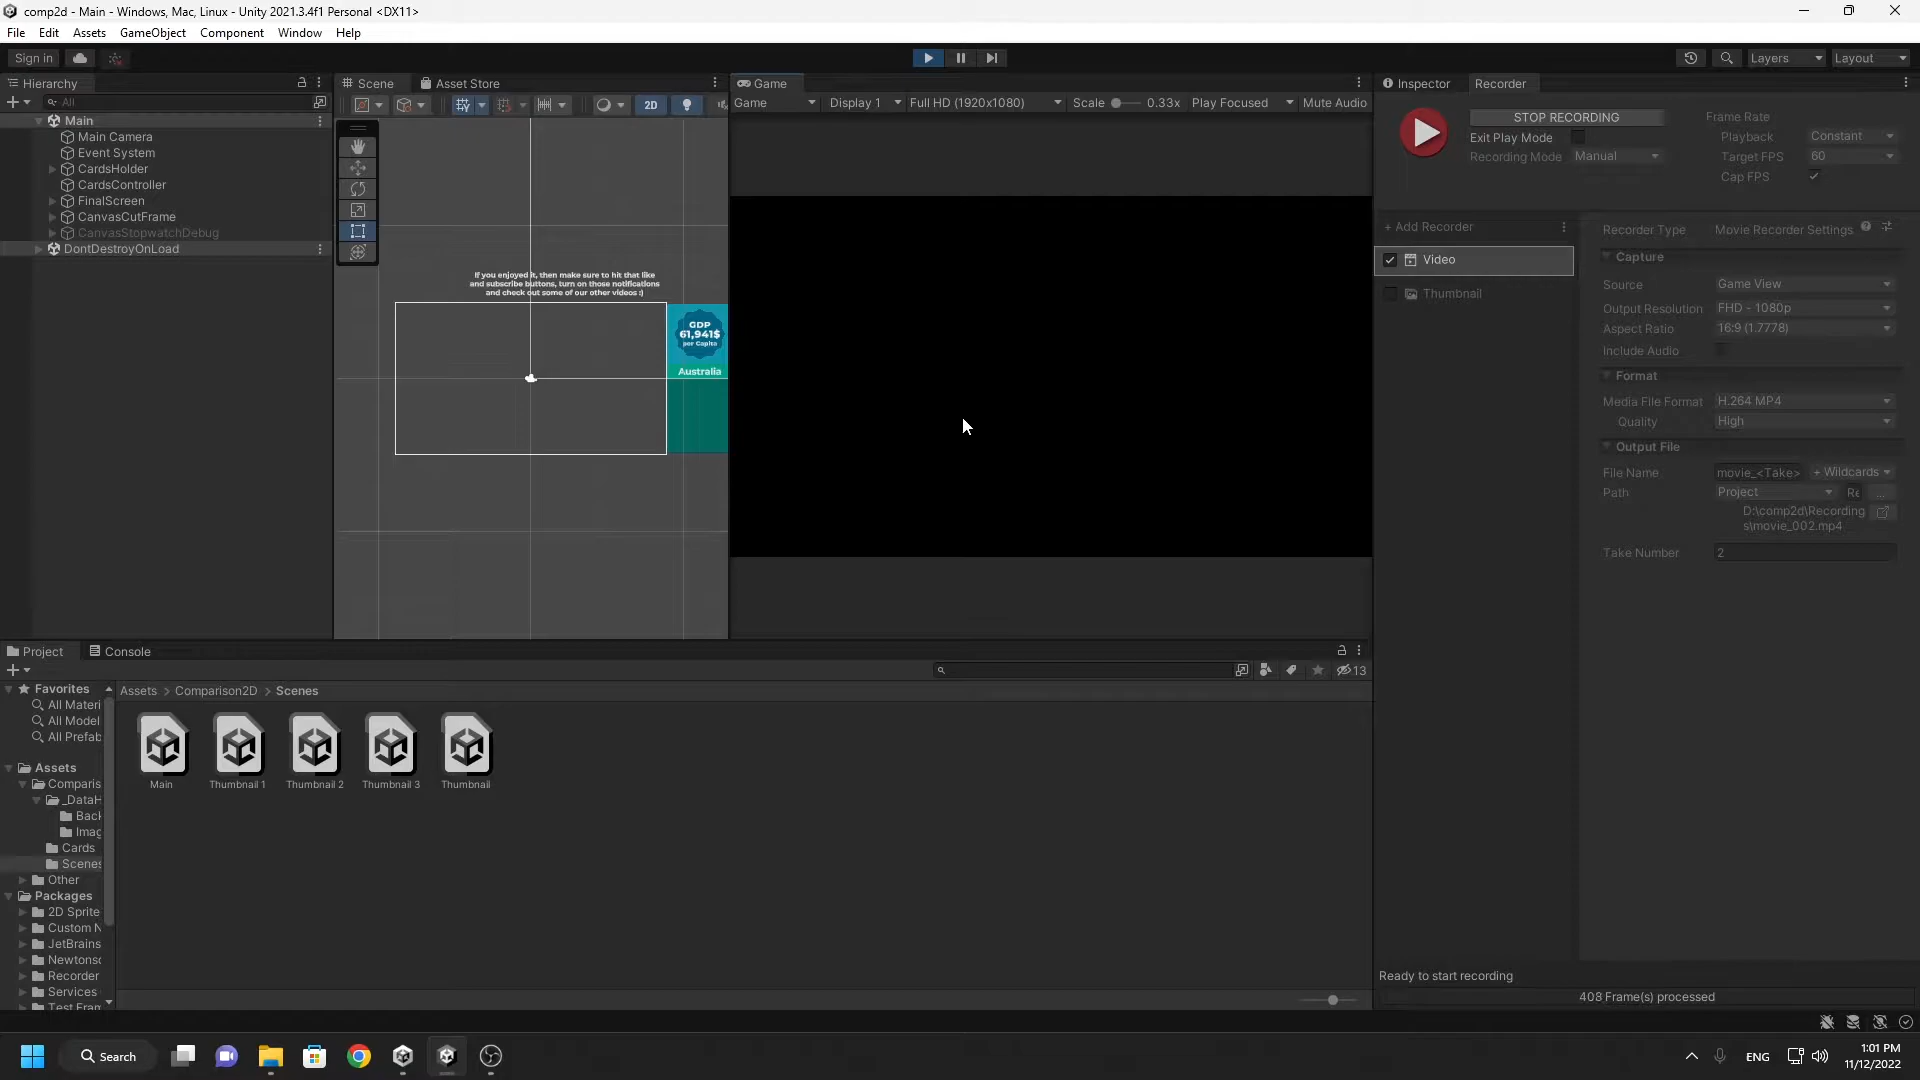 comp2d - Main - Windows, Mac, Linux - Unity 2021.3.4f1 Personal <DX11>
File Edit Assets GameObject Component Window Help
Sign in
Layers
Layout
Hierarchy
All
Main
Main Camera
Event System
CardsHolder
CardsController
FinalScreen
CanvasCutFrame
CanvasStopwatchDebug
DontDestroyOnLoad
Scene
Asset Store
2D
If you enjoyed it, then make sure to hit that like
and subscribe buttons, turn on those notifications
and check out some of our other videos :)
GDP
61,941$
per Capita
Australia
Game
Game Display 1 Full HD (1920x1080) Scale 0.33x Play Focused Mute Audio
Inspector
Recorder
STOP RECORDING
Exit Play Mode
Recording Mode Manual
Frame Rate
Playback Constant
Target FPS 60
Cap FPS
+ Add Recorder
Video
Thumbnail
Recorder Type Movie Recorder Settings
Capture
Source Game View
Output Resolution FHD - 1080p
Aspect Ratio 16:9 (1.7778)
Include Audio
Format
Media File Format H.264 MP4
Quality High
Output File
File Name movie_<Take> + Wildcards
Path Project Re ...
D:\comp2d\Recording
s\movie_002.mp4
Take Number 2
Ready to start recording
408 Frame(s) processed
Project
Console
13
Favorites
All Materi
All Model
All Prefab
Assets
Comparis
_DataH
Back
Imag
Cards
Scenes
Other
Packages
2D Sprite
Custom N
JetBrains
Newtonso
Recorder
Services
Test Fram
Assets > Comparison2D > Scenes
Main
Thumbnail 1
Thumbnail 2
Thumbnail 3
Thumbnail
Search
ENG
1:01 PM
11/12/2022